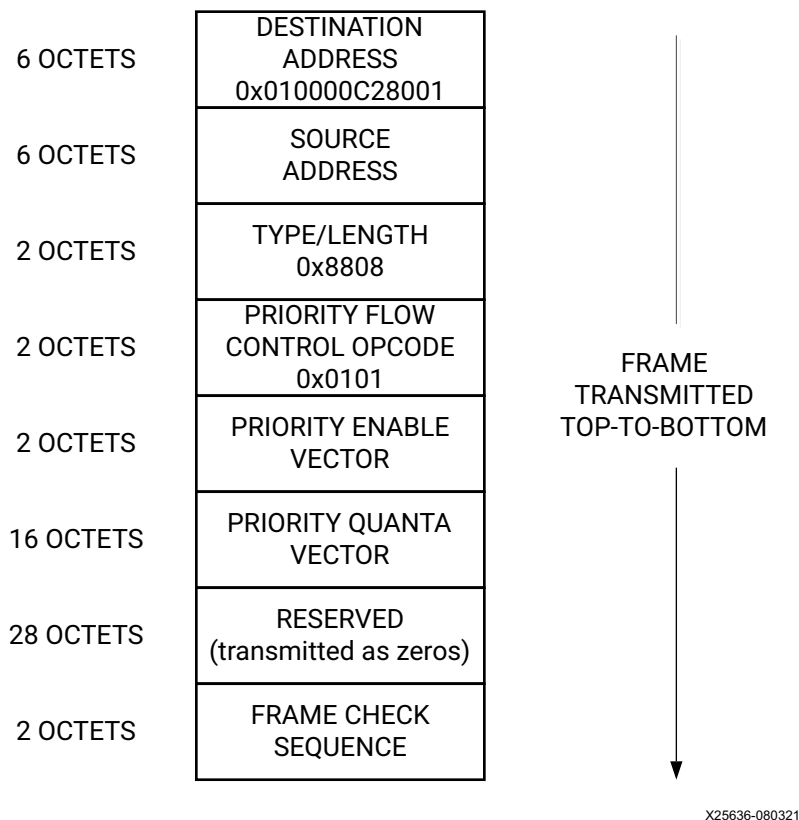 6 OCTETS
DESTINATION
ADDRESS
0x010000C28001
6 OCTETS
SOURCE
ADDRESS
2 OCTETS
TYPE/LENGTH
0x8808
2 OCTETS
PRIORITY FLOW
CONTROL OPCODE
0x0101
2 OCTETS
PRIORITY ENABLE
VECTOR
16 OCTETS
PRIORITY QUANTA
VECTOR
28 OCTETS
RESERVED
(transmitted as zeros)
2 OCTETS
FRAME CHECK
SEQUENCE
FRAME
TRANSMITTED
TOP-TO-BOTTOM
X25636-080321